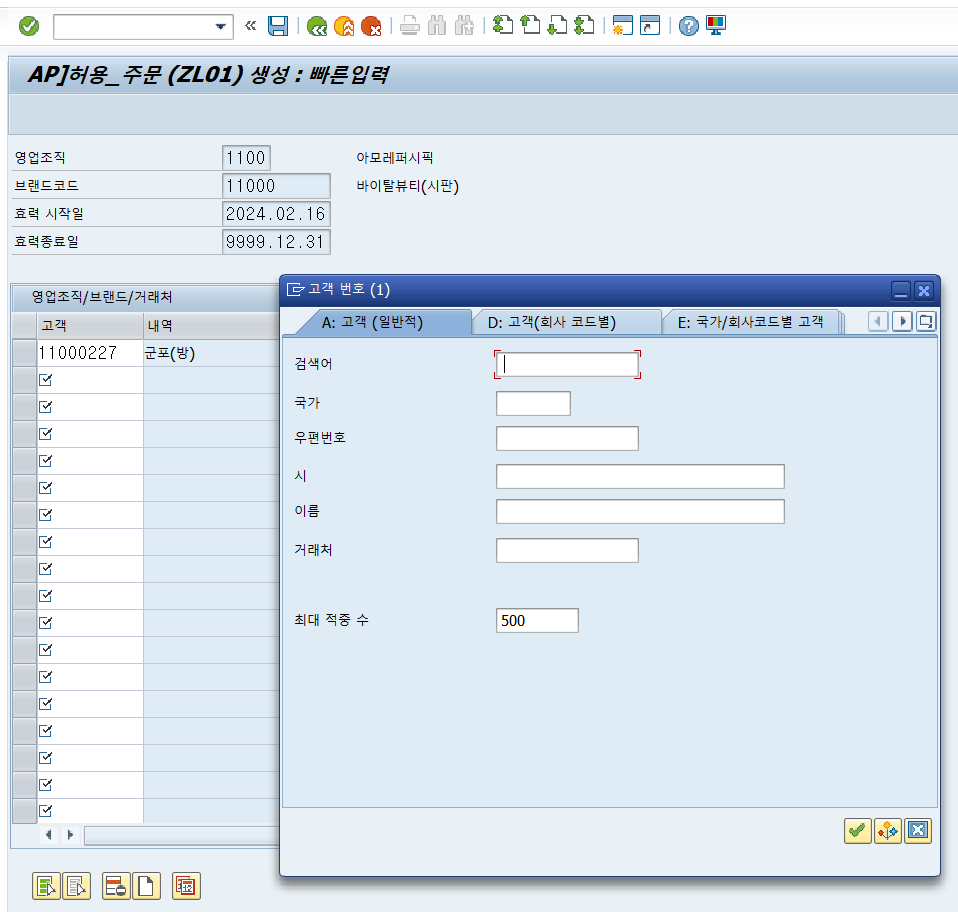 AP]허용_주문 (ZL01) 생성 : 빠른입력
영업조직 1100 아모레퍼시픽
브랜드코드 11000 바이탈뷰티(시판)
효력 시작일 2024.02.16
효력종료일 9999.12.31
영업조직/브랜드/거래처
고객 내역
11000227 군포(방)
고객 번호 (1)
A: 고객 (일반적) D: 고객(회사 코드별) E: 국가/회사코드별 고객
검색어
국가
우편번호
시
이름
거래처
최대 적중 수 500